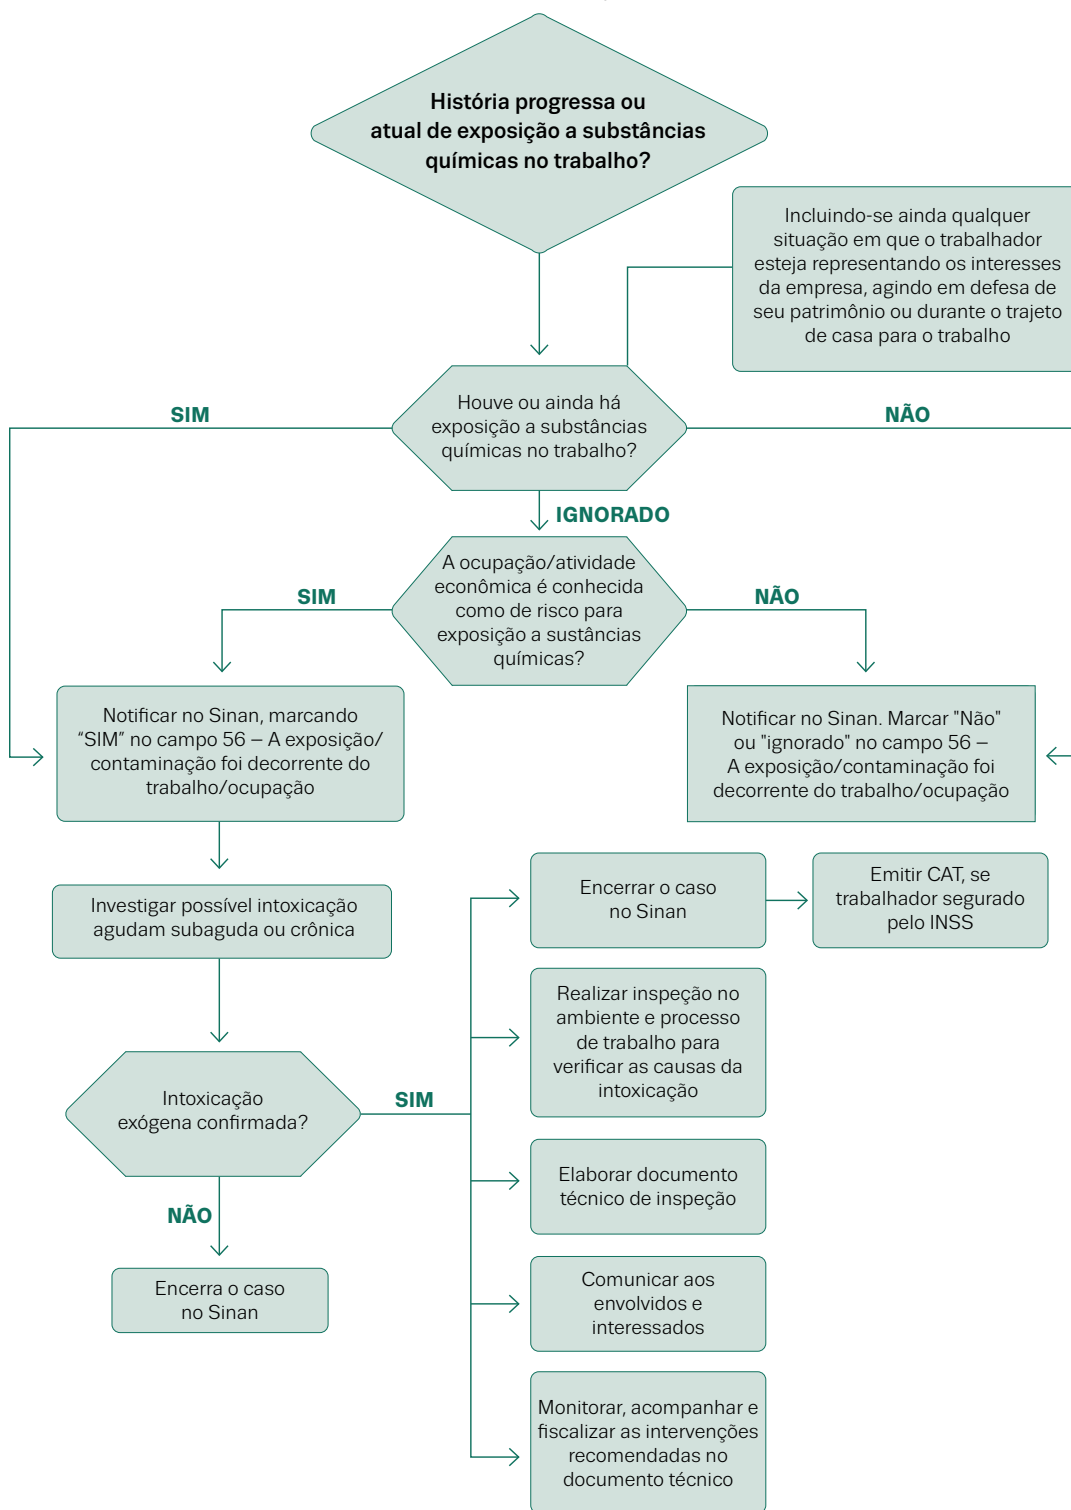 História progressa ou
atual de exposição a substâncias
químicas no trabalho?
Incluindo-se ainda qualquer
situação em que o trabalhador
esteja representando os interesses
da empresa, agindo em defesa de
seu patrimônio ou durante o trajeto
de casa para o trabalho
SIM
Houve ou ainda há
exposição a substâncias
químicas no trabalho?
NÃO
IGNORADO
SIM
A ocupação/atividade
econômica é conhecida
como de risco para
exposição a sustâncias
químicas?
NÃO
Notificar no Sinan, marcando
“SIM” no campo 56 – A exposição/
contaminação foi decorrente do
trabalho/ocupação
Notificar no Sinan. Marcar "Não"
ou "ignorado" no campo 56 –
A exposição/contaminação foi
decorrente do trabalho/ocupação
Investigar possível intoxicação
agudam subaguda ou crônica
Encerrar o caso
no Sinan
Emitir CAT, se
trabalhador segurado
pelo INSS
Realizar inspeção no
ambiente e processo
de trabalho para
verificar as causas da
intoxicação
Intoxicação
exógena confirmada?
SIM
Elaborar documento
técnico de inspeção
NÃO
Encerra o caso
no Sinan
Comunicar aos
envolvidos e
interessados
Monitorar, acompanhar e
fiscalizar as intervenções
recomendadas no
documento técnico